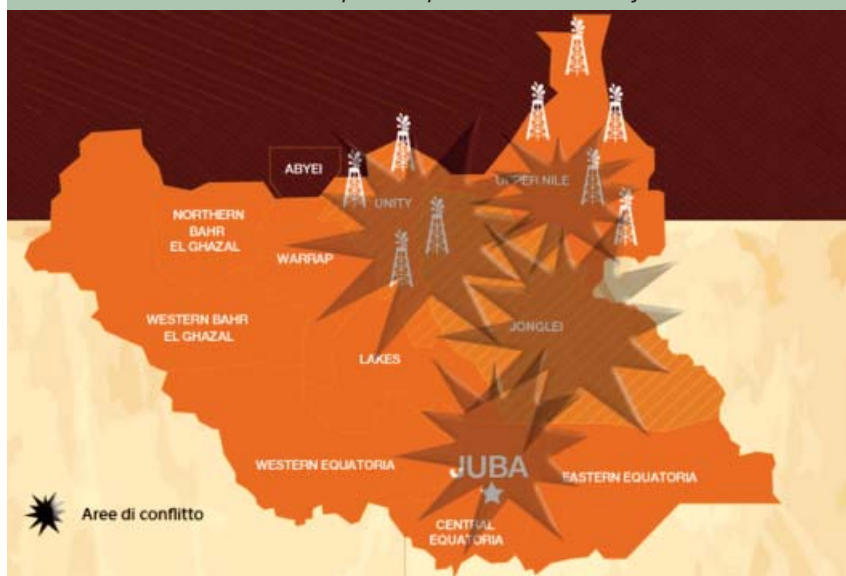 ABYEI
UPPER NILE
UNITY
NORTHERN
BAHR
EL GHAZAL
WARRAP
WESTERN BAHR
EL GHAZAL
JONGLEI
LAKES
WESTERN EQUATORIA
JUBA
EASTERN EQUATORIA
Aree di conflitto
CENTRAL
EQUATORIA